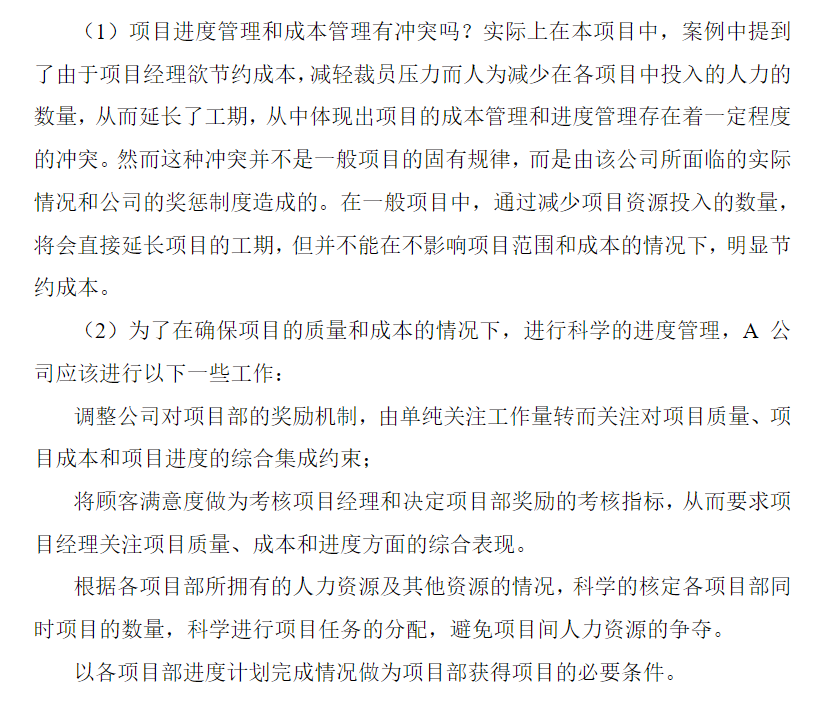 （1）项目进度管理和成本管理有冲突吗？实际上在本项目中，案例中提到
了由于项目经理欲节约成本，减轻裁员压力而人为减少在各项目中投入的人力的
数量，从而延长了工期，从中体现出项目的成本管理和进度管理存在着一定程度
的冲突。然而这种冲突并不是一般项目的固有规律，而是由该公司所面临的实际
情况和公司的奖惩制度造成的。在一般项目中，通过减少项目资源投入的数量，
将会直接延长项目的工期，但并不能在不影响项目范围和成本的情况下，明显节
约成本。
（2）为了在确保项目的质量和成本的情况下，进行科学的进度管理，A 公
司应该进行以下一些工作：
调整公司对项目部的奖励机制，由单纯关注工作量转而关注对项目质量、项
目成本和项目进度的综合集成约束；
将顾客满意度做为考核项目经理和决定项目部奖励的考核指标，从而要求项
目经理关注项目质量、成本和进度方面的综合表现。
根据各项目部所拥有的人力资源及其他资源的情况，科学的核定各项目部同
时项目的数量，科学进行项目任务的分配，避免项目间人力资源的争夺。
以各项目部进度计划完成情况做为项目部获得项目的必要条件。